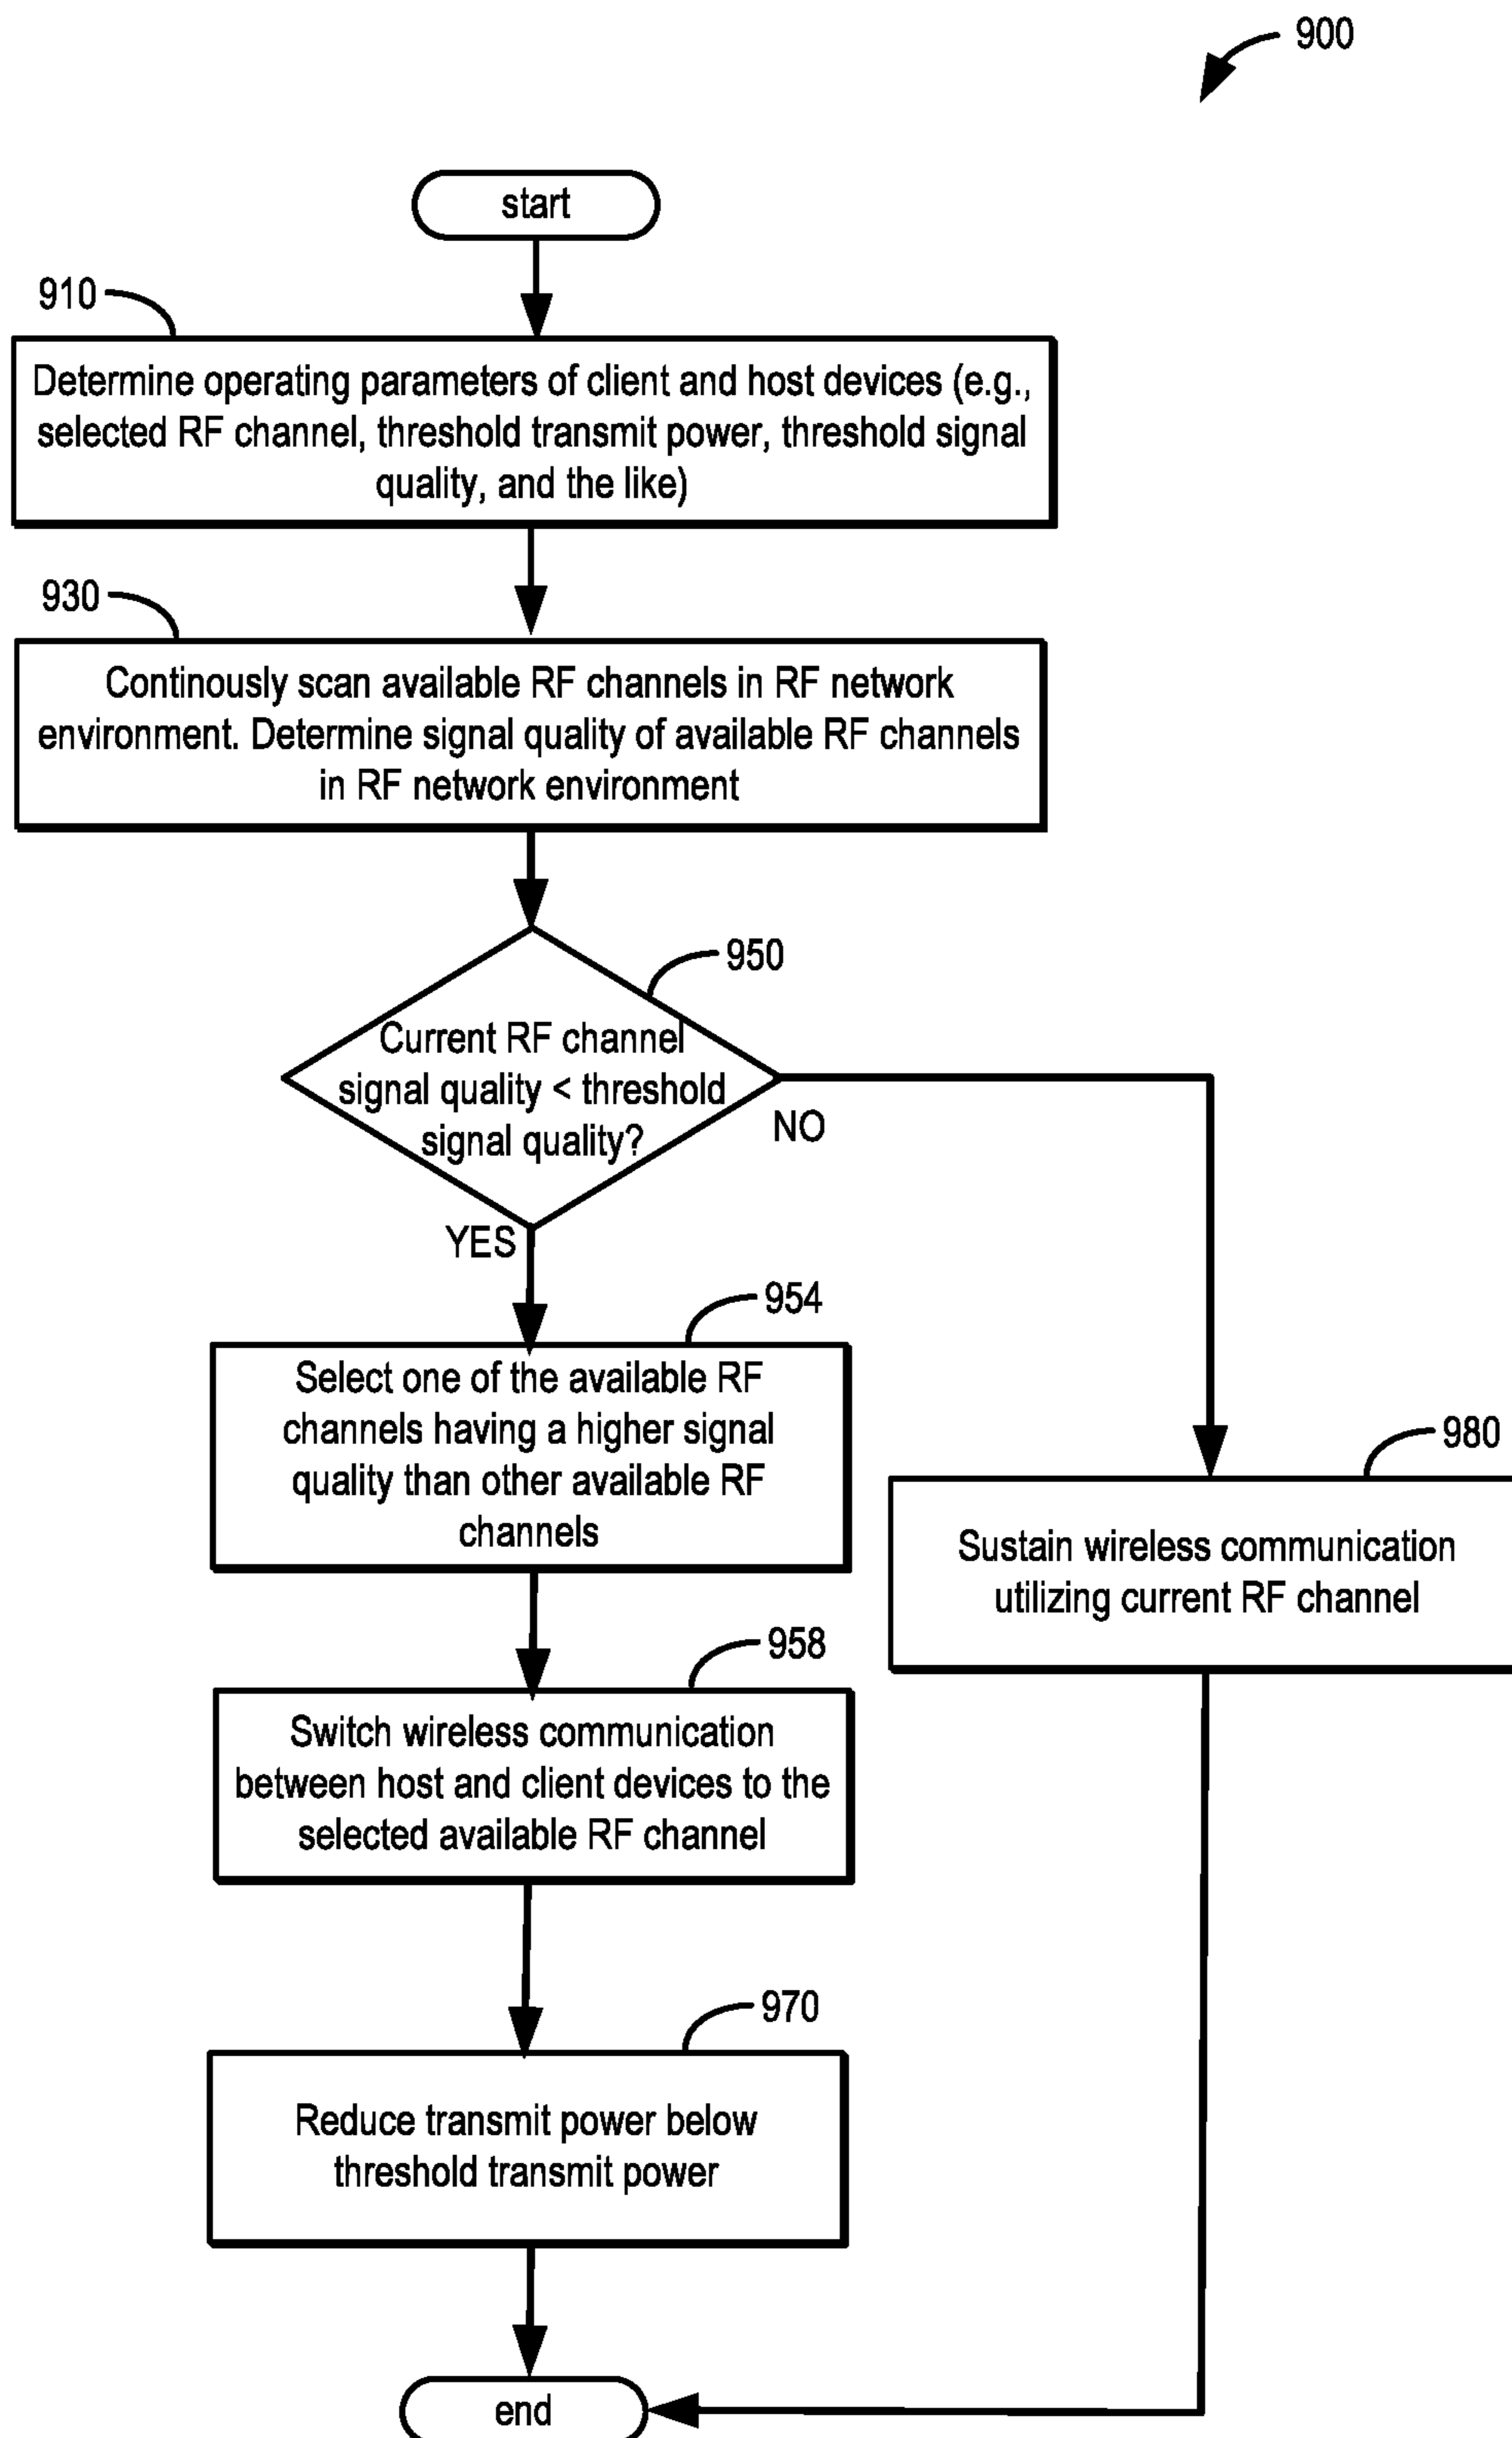 900
start
910
Determine operating parameters of client and host devices (e.g.,
selected RF channel, threshold transmit power, threshold signal
quality, and the like)
930
Continously scan available RF channels in RF network
environment. Determine signal quality of available RF channels
in RF network environment
950
Current RF channel
signal quality < threshold
signal quality?
NO
YES
954
Select one of the available RF
channels having a higher signal
quality than other available RF
channels
980
Sustain wireless communication
utilizing current RF channel
958
Switch wireless communication
between host and client devices to the
selected available RF channel
970
Reduce transmit power below
threshold transmit power
end